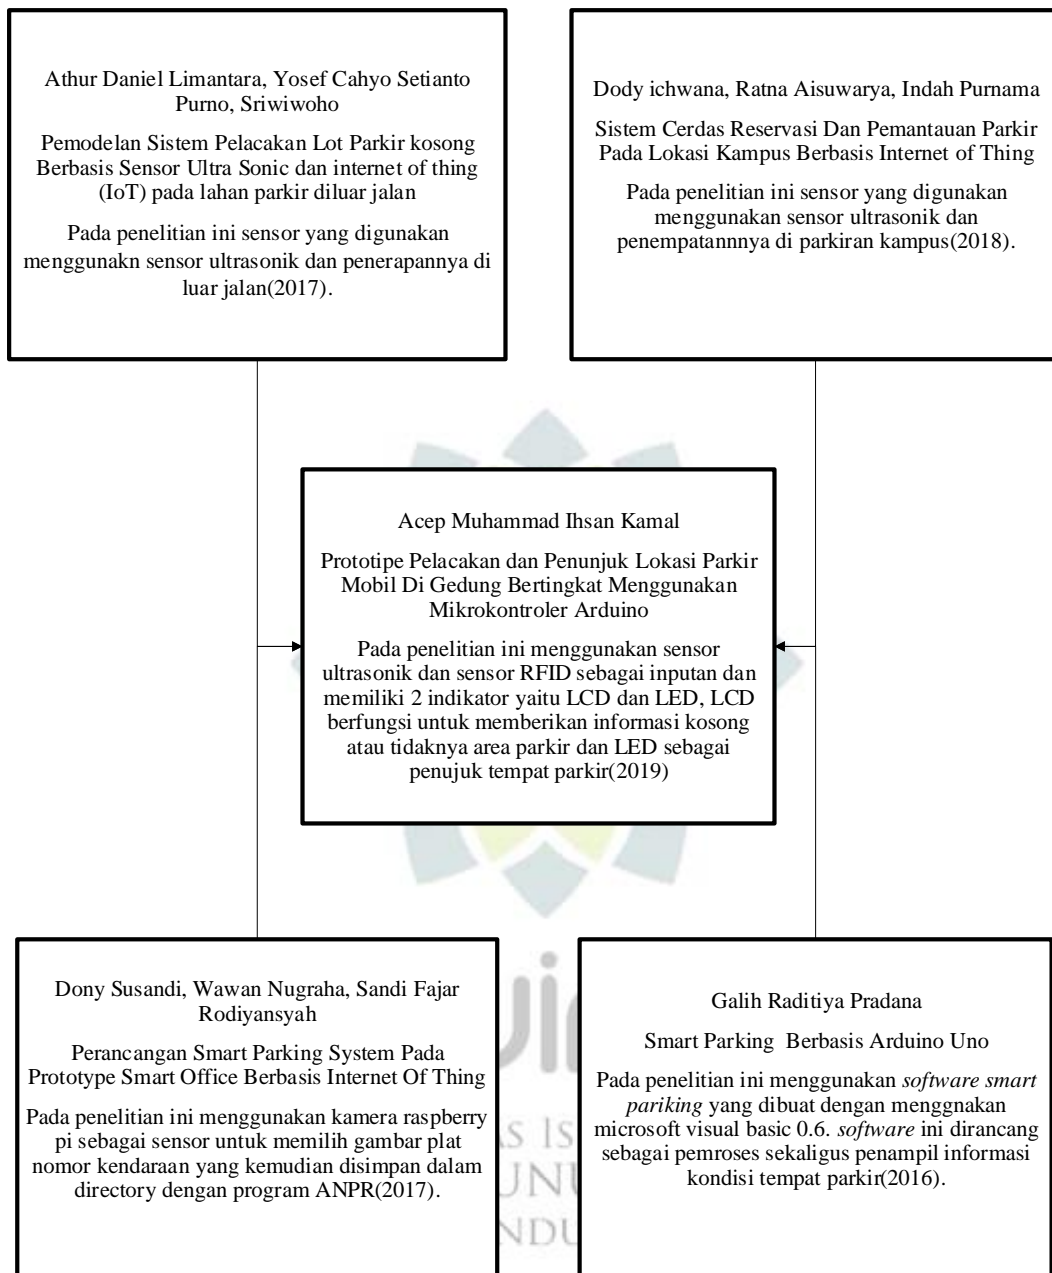 Athur Daniel Limantara, Yosef Cahyo Setianto
Purno, Sriwiwoho
Pemodelan Sistem Pelacakan Lot Parkir kosong
Berbasis Sensor Ultra Sonic dan internet of thing
(IoT) pada lahan parkir diluar jalan
Pada penelitian ini sensor yang digunakan
menggunakn sensor ultrasonik dan penerapannya di
luar jalan(2017).
Dody ichwana, Ratna Aisuwarya, Indah Purnama
Sistem Cerdas Reservasi Dan Pemantauan Parkir
Pada Lokasi Kampus Berbasis Internet of Thing
Pada penelitian ini sensor yang digunakan
menggunakan sensor ultrasonik dan
penempatannnya di parkiran kampus(2018).
Acep Muhammad Ihsan Kamal
Prototipe Pelacakan dan Penunjuk Lokasi Parkir
Mobil Di Gedung Bertingkat Menggunakan
Mikrokontroler Arduino
Pada penelitian ini menggunakan sensor
ultrasonik dan sensor RFID sebagai inputan dan
memiliki 2 indikator yaitu LCD dan LED, LCD
berfungsi untuk memberikan informasi kosong
atau tidaknya area parkir dan LED sebagai
penujuk tempat parkir(2019)
Dony Susandi, Wawan Nugraha, Sandi Fajar
Rodiyansyah
Perancangan Smart Parking System Pada
Prototype Smart Office Berbasis Internet Of Thing
Pada penelitian ini menggunakan kamera raspberry
pi sebagai sensor untuk memilih gambar plat
nomor kendaraan yang kemudian disimpan dalam
directory dengan program ANPR(2017).
Galih Raditiya Pradana
Smart Parking Berbasis Arduino Uno
Pada penelitian ini menggunakan software smart
pariking yang dibuat dengan menggnakan
microsoft visual basic 0.6. software ini dirancang
sebagai pemroses sekaligus penampil informasi
kondisi tempat parkir(2016).